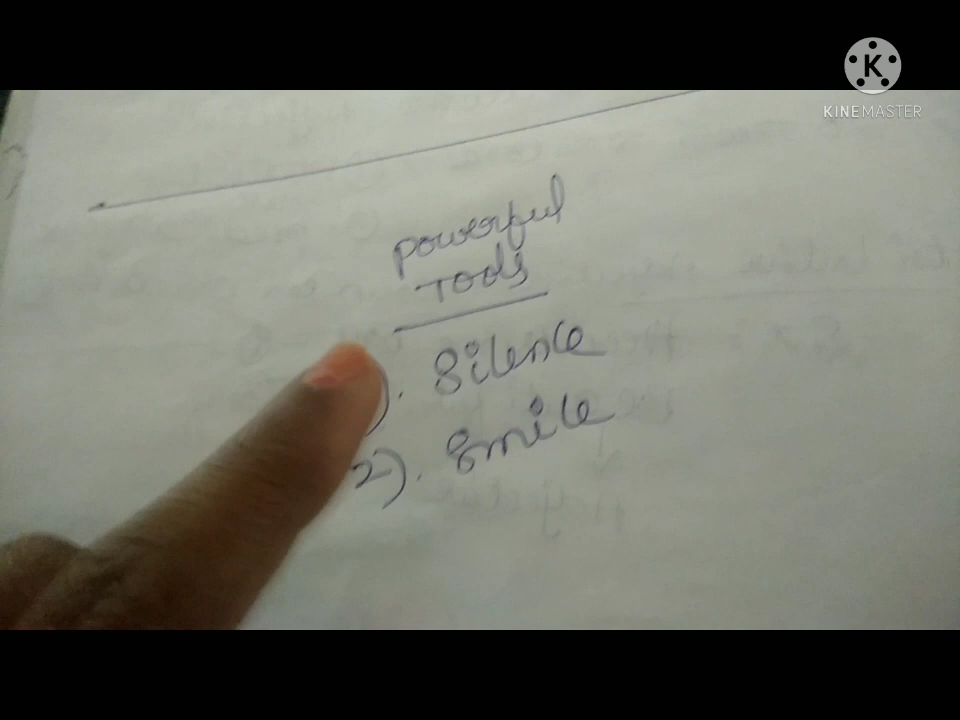 K
KINEMASTER
Powerful
Tools
). Silence
2). Smile